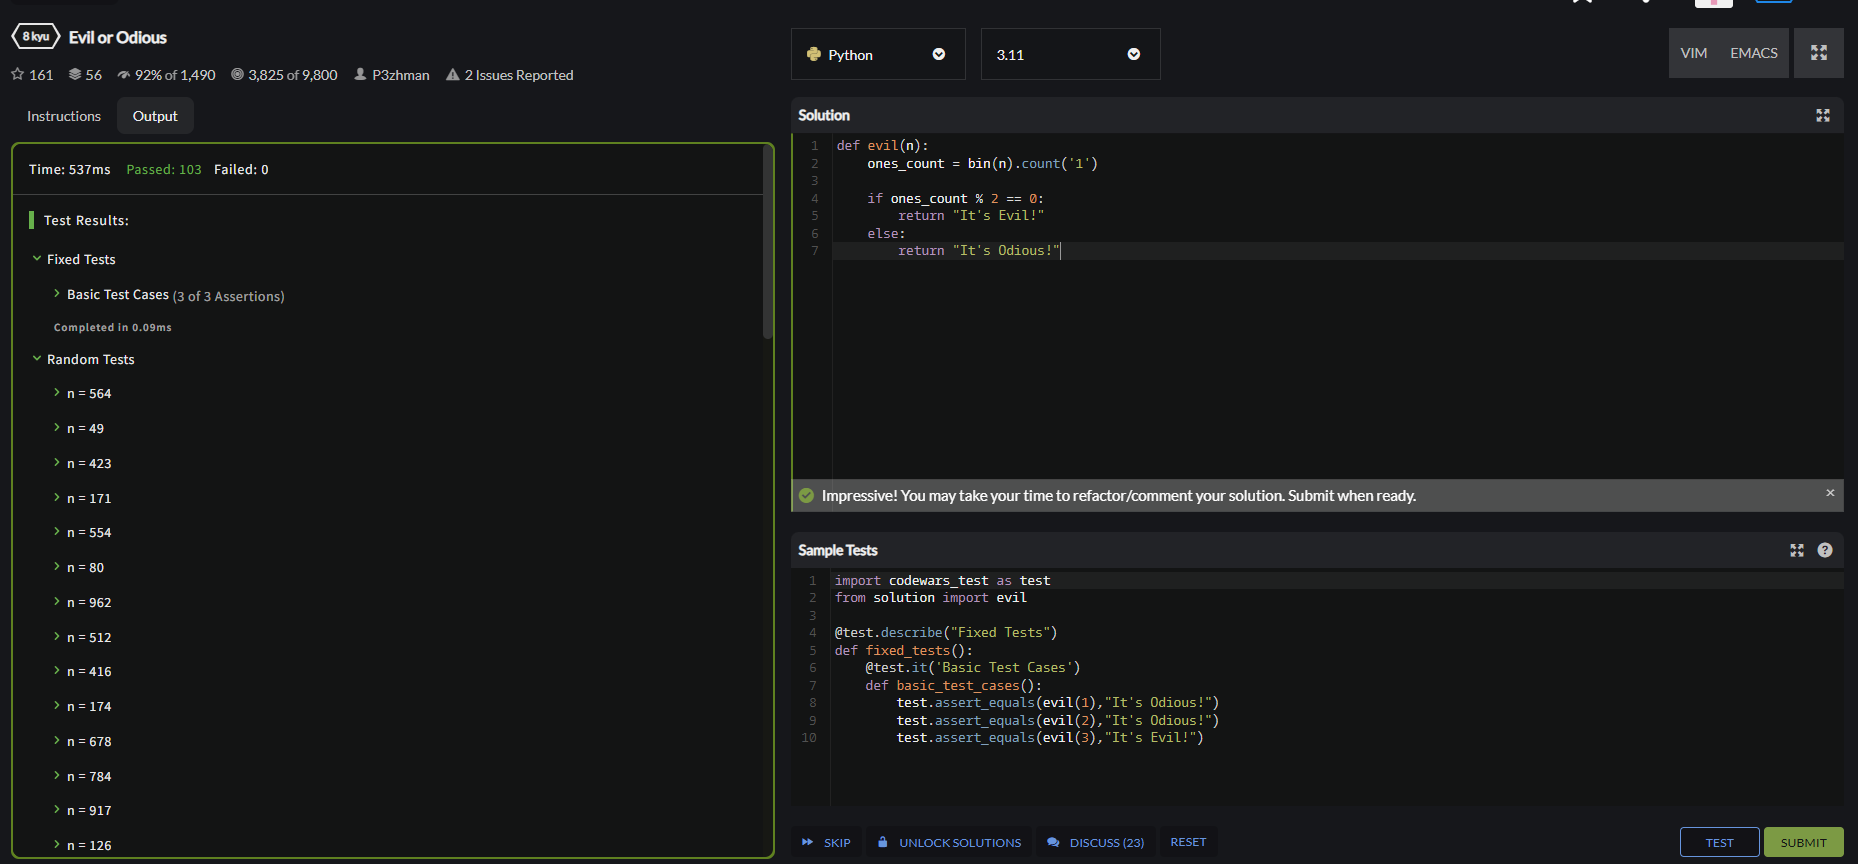 8 kyu Evil or Odious
161 56 92% of 1,490 3,825 of 9,800 P3zhman 2 Issues Reported
Instructions Output
Time: 537ms Passed: 103 Failed: 0
Test Results:
Fixed Tests
Basic Test Cases (3 of 3 Assertions)
Completed in 0.09ms
Random Tests
n = 564
n = 49
n = 423
n = 171
n = 554
n = 80
n = 962
n = 512
n = 416
n = 174
n = 678
n = 784
n = 917
n = 126
Python 3.11 VIM EMACS
Solution
1 def evil(n):
2 ones_count = bin(n).count('1')
3
4 if ones_count % 2 == 0:
5 return "It's Evil!"
6 else:
7 return "It's Odious!"
Impressive! You may take your time to refactor/comment your solution. Submit when ready. ×
Sample Tests ?
1 import codewars_test as test
2 from solution import evil
3
4 @test.describe("Fixed Tests")
5 def fixed_tests():
6 @test.it('Basic Test Cases')
7 def basic_test_cases():
8 test.assert_equals(evil(1),"It's Odious!")
9 test.assert_equals(evil(2),"It's Odious!")
10 test.assert_equals(evil(3),"It's Evil!")
SKIP UNLOCK SOLUTIONS DISCUSS (23) RESET TEST SUBMIT